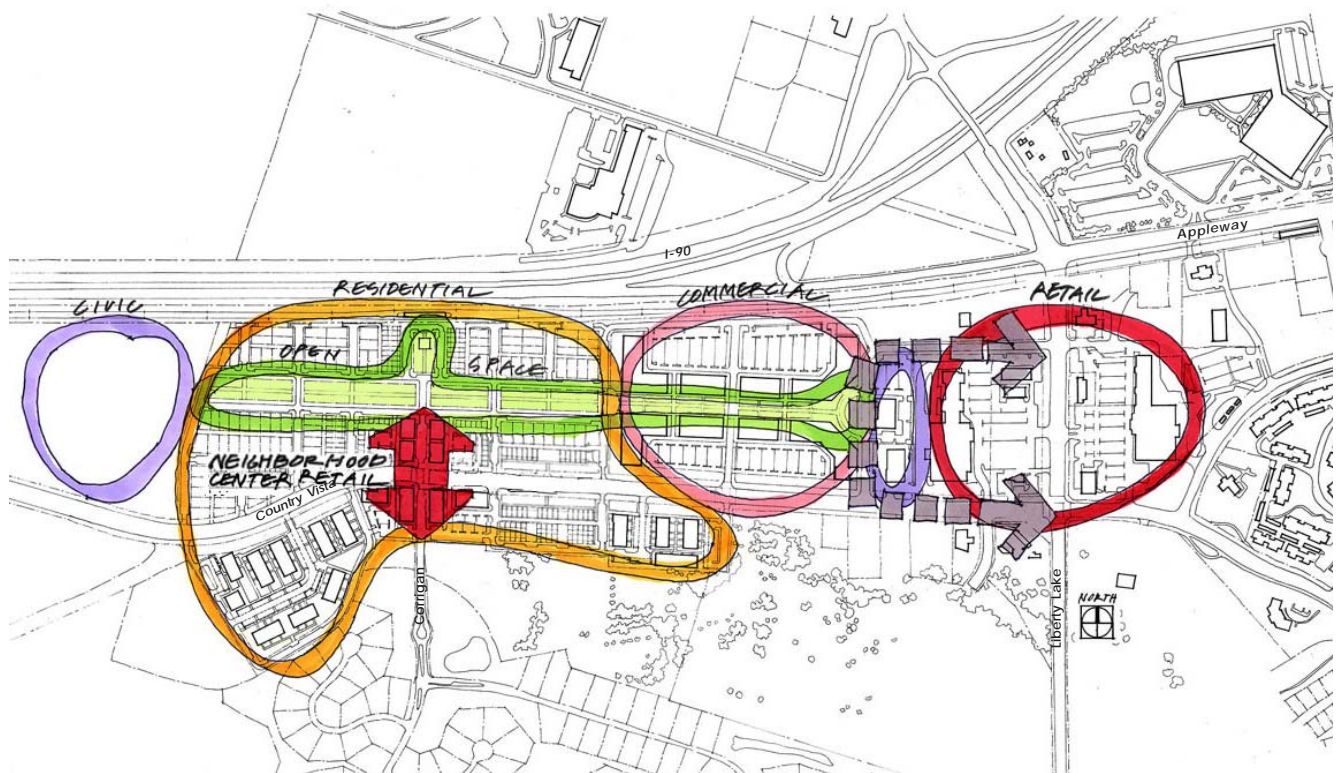 Appleway
I-90
CIVIC
RESIDENTIAL
COMMERCIAL
RETAIL
OPEN SPACE
NEIGHBORHOOD
CENTER RETAIL
Country Vista
Corrigan
Liberty Lake
NORTH